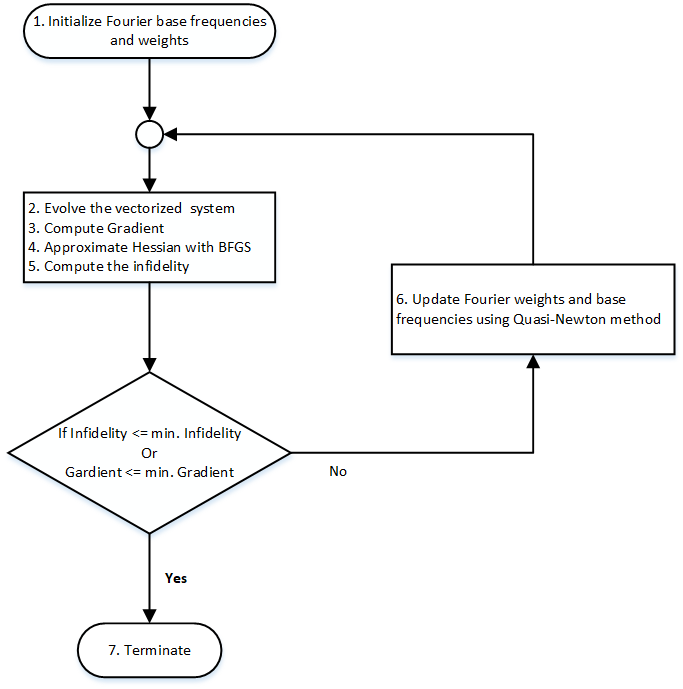 1. Initialize Fourier base frequencies
and weights
2. Evolve the vectorized system
3. Compute Gradient
4. Approximate Hessian with BFGS
5. Compute the infidelity
6. Update Fourier weights and base
frequencies using Quasi-Newton method
If Infidelity <= min. Infidelity
Or
Gardient <= min. Gradient
No
Yes
7. Terminate